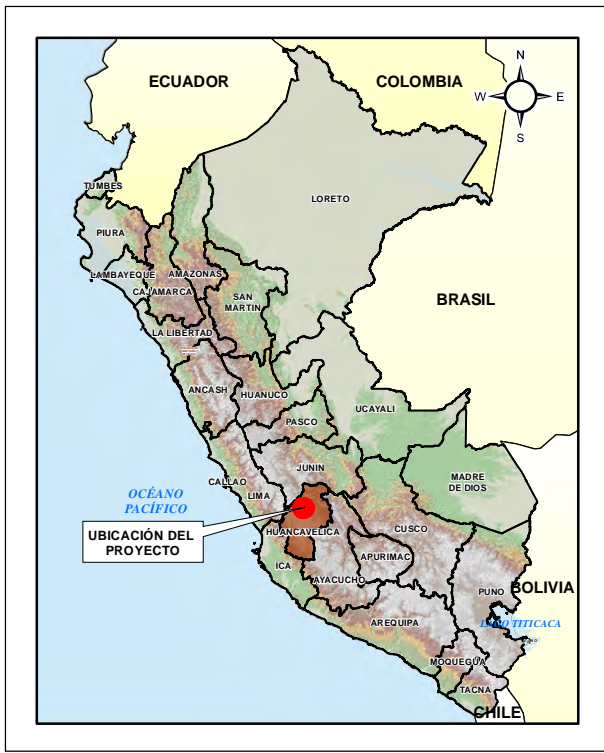 ECUADOR
COLOMBIA
N
W
E
S
TUMBES
LORETO
PIURA
LAMBAYEQUE
AMAZONAS
CAJAMARCA
SAN
MARTIN
BRASIL
LA LIBERTAD
ANCASH
HUANUCO
UCAYALI
PASCO
JUNIN
MADRE
DE DIOS
CALLAO
LIMA
OCÉANO
PACÍFICO
UBICACIÓN DEL
PROYECTO
HUANCAVELICA
CUSCO
APURIMAC
ICA
AYACUCHO
PUNO
BOLIVIA
LAGO TITICACA
AREQUIPA
MOQUEGUA
TACNA
CHILE